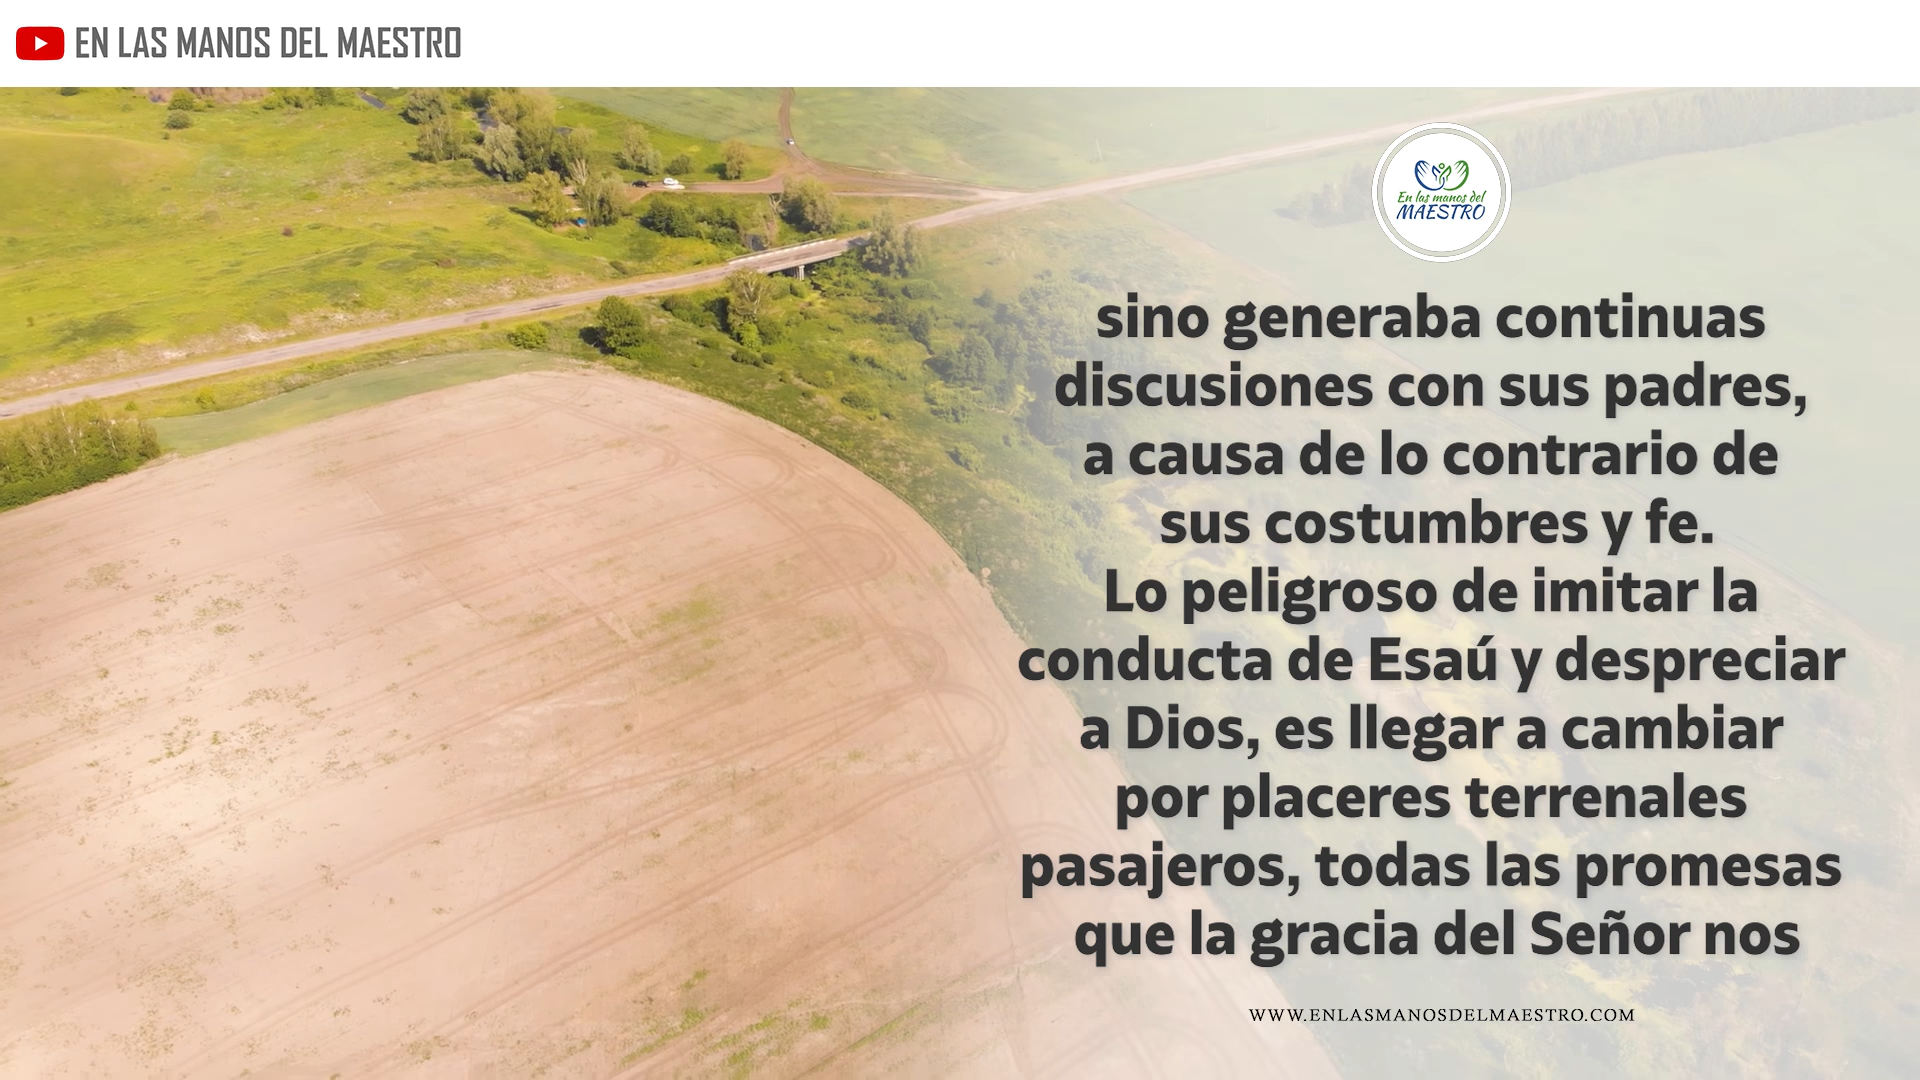 EN LAS MANOS DEL MAESTRO
En las manos del
MAESTRO
sino generaba continuas
discusiones con sus padres,
a causa de lo contrario de
sus costumbres y fe.
Lo peligroso de imitar la
conducta de Esaú y despreciar
a Dios, es llegar a cambiar
por placeres terrenales
pasajeros, todas las promesas
que la gracia del Señor nos
WWW.ENLASMANOSDELMAESTRO.COM